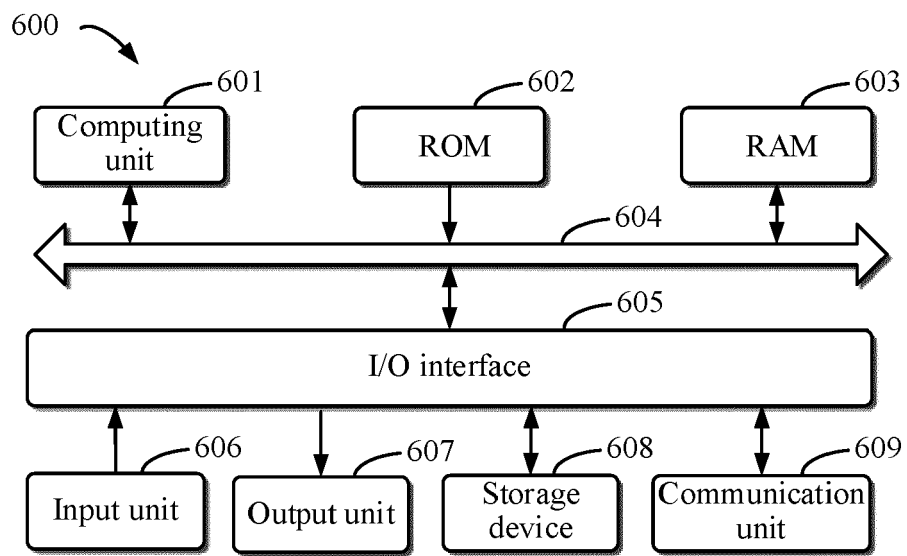 600
601
602
603
Computing
unit
ROM
RAM
604
605
I/O interface
606
607
608
609
Input unit
Output unit
Storage
device
Communication
unit